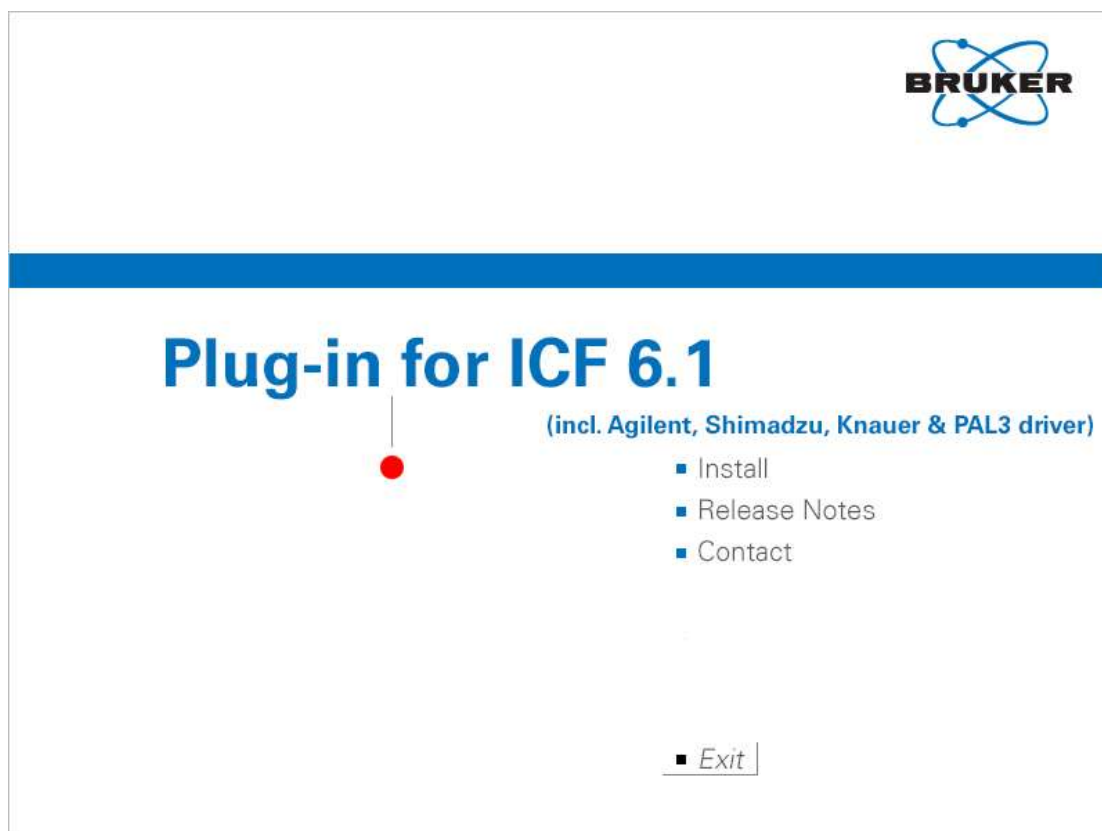 BRUKER
Plug-in for ICF 6.1
(incl. Agilent, Shimadzu, Knauer & PAL3 driver)
Install
Release Notes
Contact
Exit